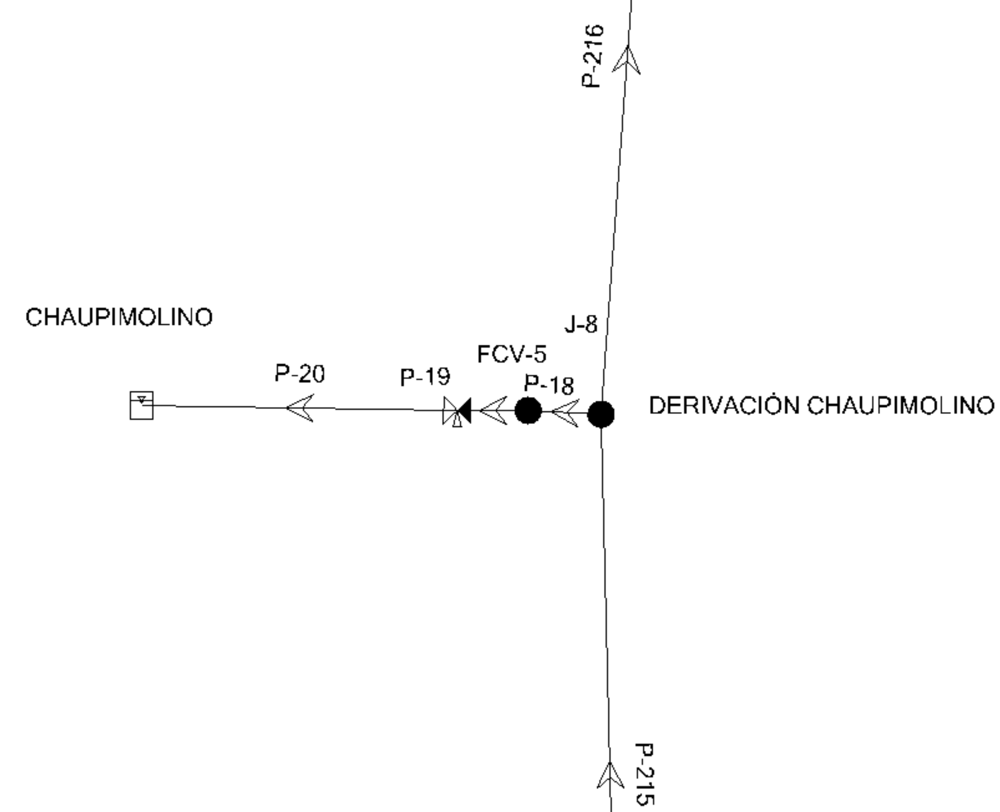 P-216
CHAUPIMOLINO
J-8
FCV-5
P-20
P-19
P-18
DERIVACIÓN CHAUPIMOLINO
P-215